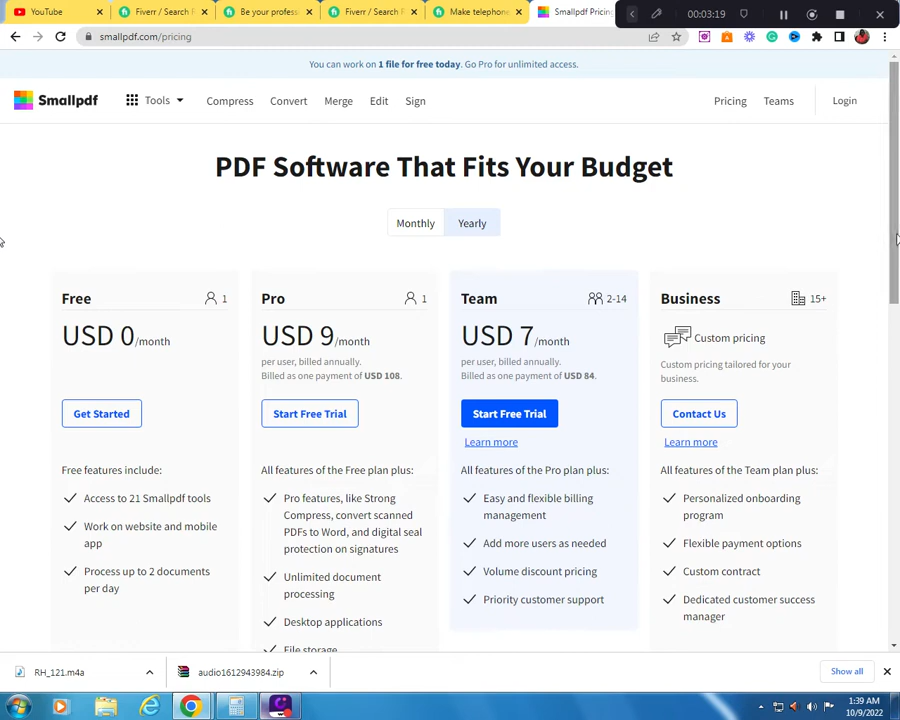 YouTube
Fiverr / Search F
Be your profess
Fiverr / Search F
Make telephone
Smallpdf Pricing
00:03:19
smallpdf.com/pricing
You can work on 1 file for free today. Go Pro for unlimited access.
Smallpdf
Tools
Compress
Convert
Merge
Edit
Sign
Pricing
Teams
Login
PDF Software That Fits Your Budget
Monthly
Yearly
Free
1
USD 0/month
Get Started
Free features include:
Access to 21 Smallpdf tools
Work on website and mobile
app
Process up to 2 documents
per day
Pro
1
USD 9/month
per user, billed annually.
Billed as one payment of USD 108.
Start Free Trial
All features of the Free plan plus:
Pro features, like Strong
Compress, convert scanned
PDFs to Word, and digital seal
protection on signatures
Unlimited document
processing
Desktop applications
File storage
Team
2-14
USD 7/month
per user, billed annually.
Billed as one payment of USD 84.
Start Free Trial
Learn more
All features of the Pro plan plus:
Easy and flexible billing
management
Add more users as needed
Volume discount pricing
Priority customer support
Business
15+
Custom pricing
Custom pricing tailored for your
business.
Contact Us
Learn more
All features of the Team plan plus:
Personalized onboarding
program
Flexible payment options
Custom contract
Dedicated customer success
manager
RH_121.m4a
audio1612943984.zip
Show all
1:39 AM
10/9/2022